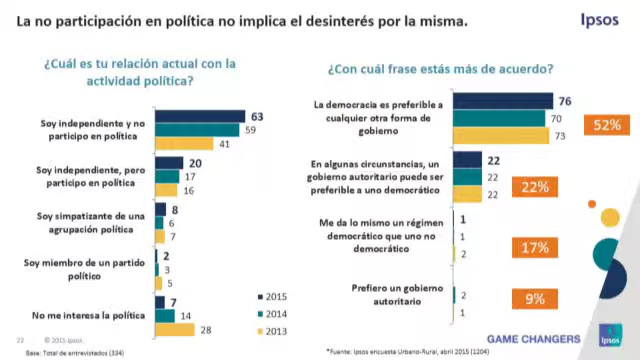 La no participación en política no implica el desinterés por la misma.
Ipsos
¿Cuál es tu relación actual con la
actividad política?
Soy independiente y no
participo en política
63
59
41
Soy independiente, pero
participo en política
20
17
16
Soy simpatizante de una
agrupación política
8
6
7
Soy miembro de un partido
político
2
3
5
No me interesa la política
7
14
28
2015
2014
2013
¿Con cuál frase estás más de acuerdo?
La democracia es preferible a
cualquier otra forma de
gobierno
76
70
73
52%
En algunas circunstancias, un
gobierno autoritario puede ser
preferible a uno democrático
22
22
22
22%
Me da lo mismo un régimen
democrático que uno no
democrático
1
1
2
17%
Prefiero un gobierno
autoritario
2
1
9%
22 © 2015 Ipsos.
Base: Total de entrevistados (334)
*Fuente: Ipsos encuesta Urbano-Rural, abril 2015 (1204)
GAME CHANGERS
Ipsos